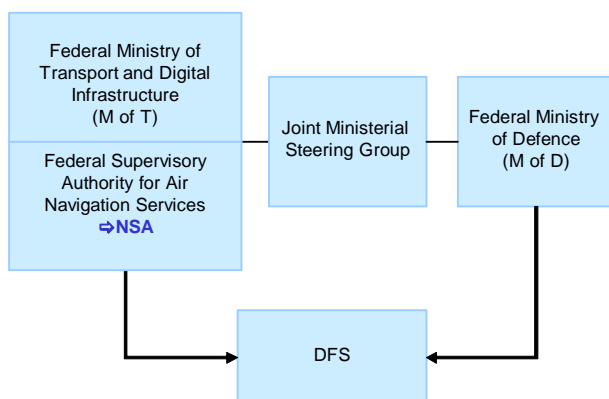 Federal Ministry of
Transport and Digital
Infrastructure
(M of T)
Federal Supervisory
Authority for Air
Navigation Services
⇨NSA
Joint Ministerial
Steering Group
Federal Ministry
of Defence
(M of D)
DFS